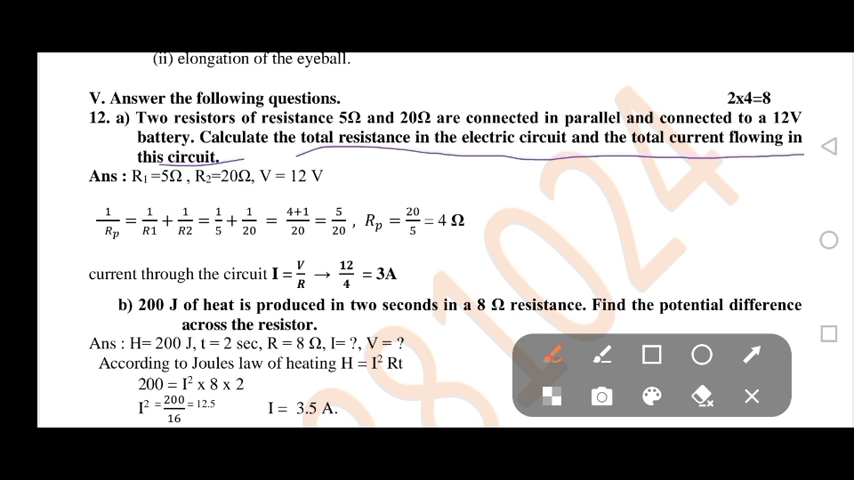 (ii) elongation of the eyeball.
V. Answer the following questions. 2x4=8
12. a) Two resistors of resistance 5Ω and 20Ω are connected in parallel and connected to a 12V
battery. Calculate the total resistance in the electric circuit and the total current flowing in
this circuit.
Ans : R₁ =5Ω , R₂=20Ω, V = 12 V
1/Rp = 1/R1 + 1/R2 = 1/5 + 1/20 = 4+1/20 = 5/20 , Rp = 20/5 = 4 Ω
current through the circuit I = V/R → 12/4 = 3A
b) 200 J of heat is produced in two seconds in a 8 Ω resistance. Find the potential difference
across the resistor.
Ans : H= 200 J, t = 2 sec, R = 8 Ω, I= ?, V = ?
According to Joules law of heating H = I² Rt
200 = I² x 8 x 2
I² = 200/16 = 12.5 I = 3.5 A.